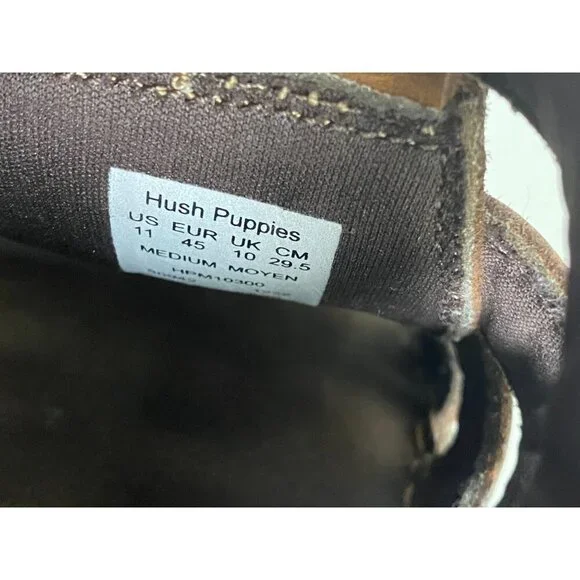 Hush Puppies
US EUR UK CM
11 45 10 29.5
MEDIUM MOYEN
HPM10300